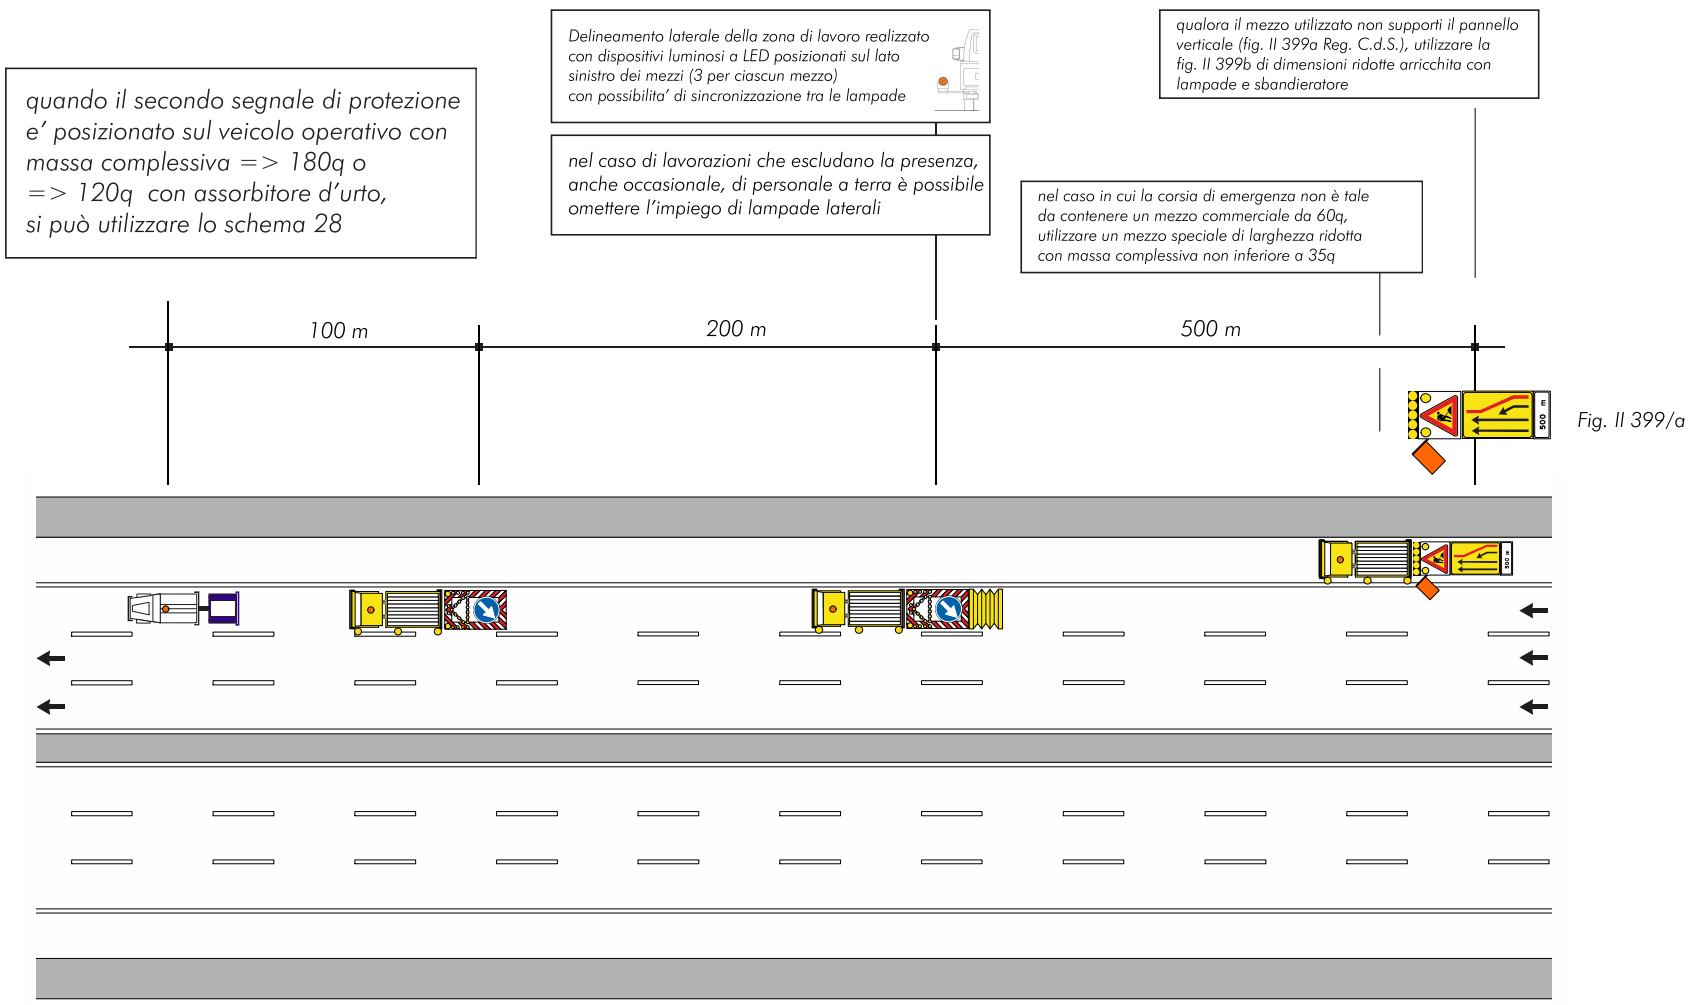 quando il secondo segnale di protezione
e' posizionato sul veicolo operativo con
massa complessiva => 180q o
=> 120q con assorbitore d'urto,
si può utilizzare lo schema 28
Delineamento laterale della zona di lavoro realizzato
con dispositivi luminosi a LED posizionati sul lato
sinistro dei mezzi (3 per ciascun mezzo)
con possibilita' di sincronizzazione tra le lampade
nel caso di lavorazioni che escludano la presenza,
anche occasionale, di personale a terra è possibile
omettere l'impiego di lampade laterali
qualora il mezzo utilizzato non supporti il pannello
verticale (fig. II 399a Reg. C.d.S.), utilizzare la
fig. II 399b di dimensioni ridotte arricchita con
lampade e sbandieratore
nel caso in cui la corsia di emergenza non è tale
da contenere un mezzo commerciale da 60q,
utilizzare un mezzo speciale di larghezza ridotta
con massa complessiva non inferiore a 35q
100 m
200 m
500 m
500 m
Fig. II 399/a
500 m